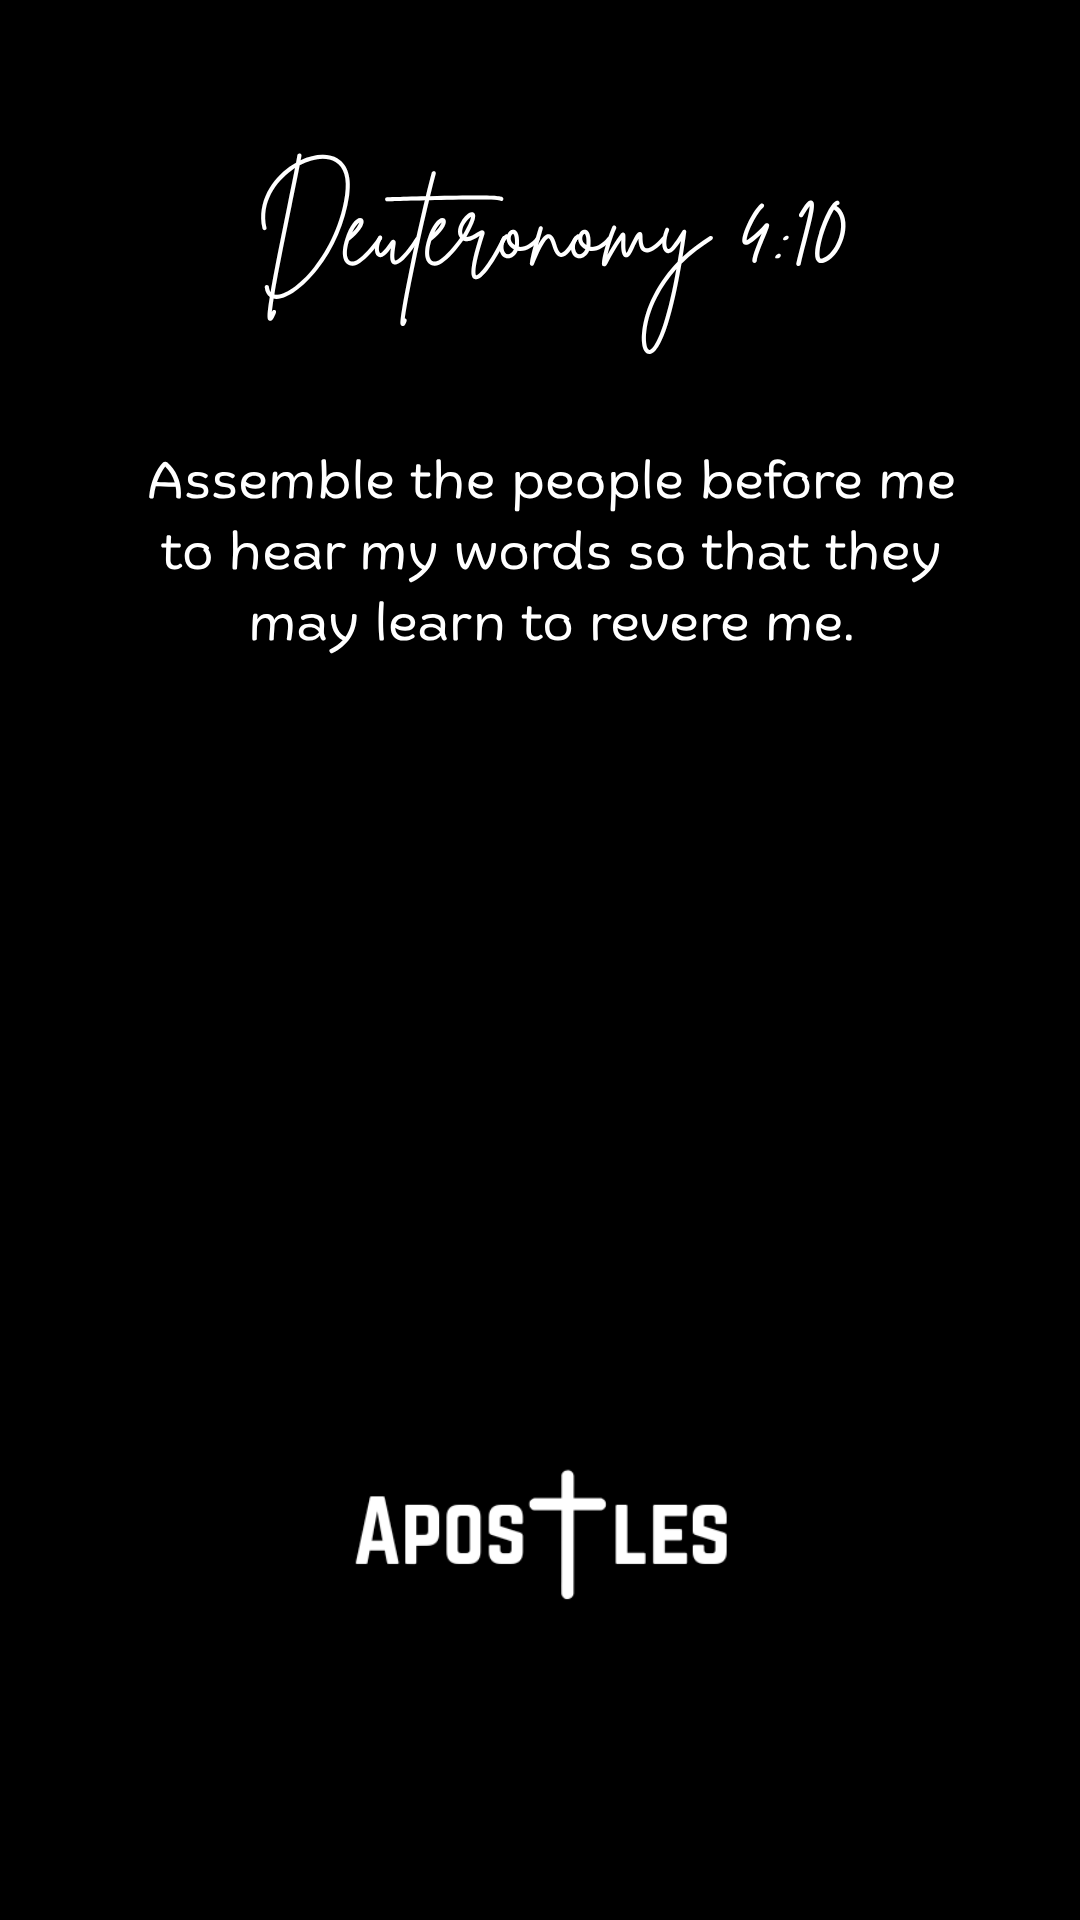 Deuteronomy 4:10
Assemble the people before me
to hear my words so that they
may learn to revere me.
APOSTLES